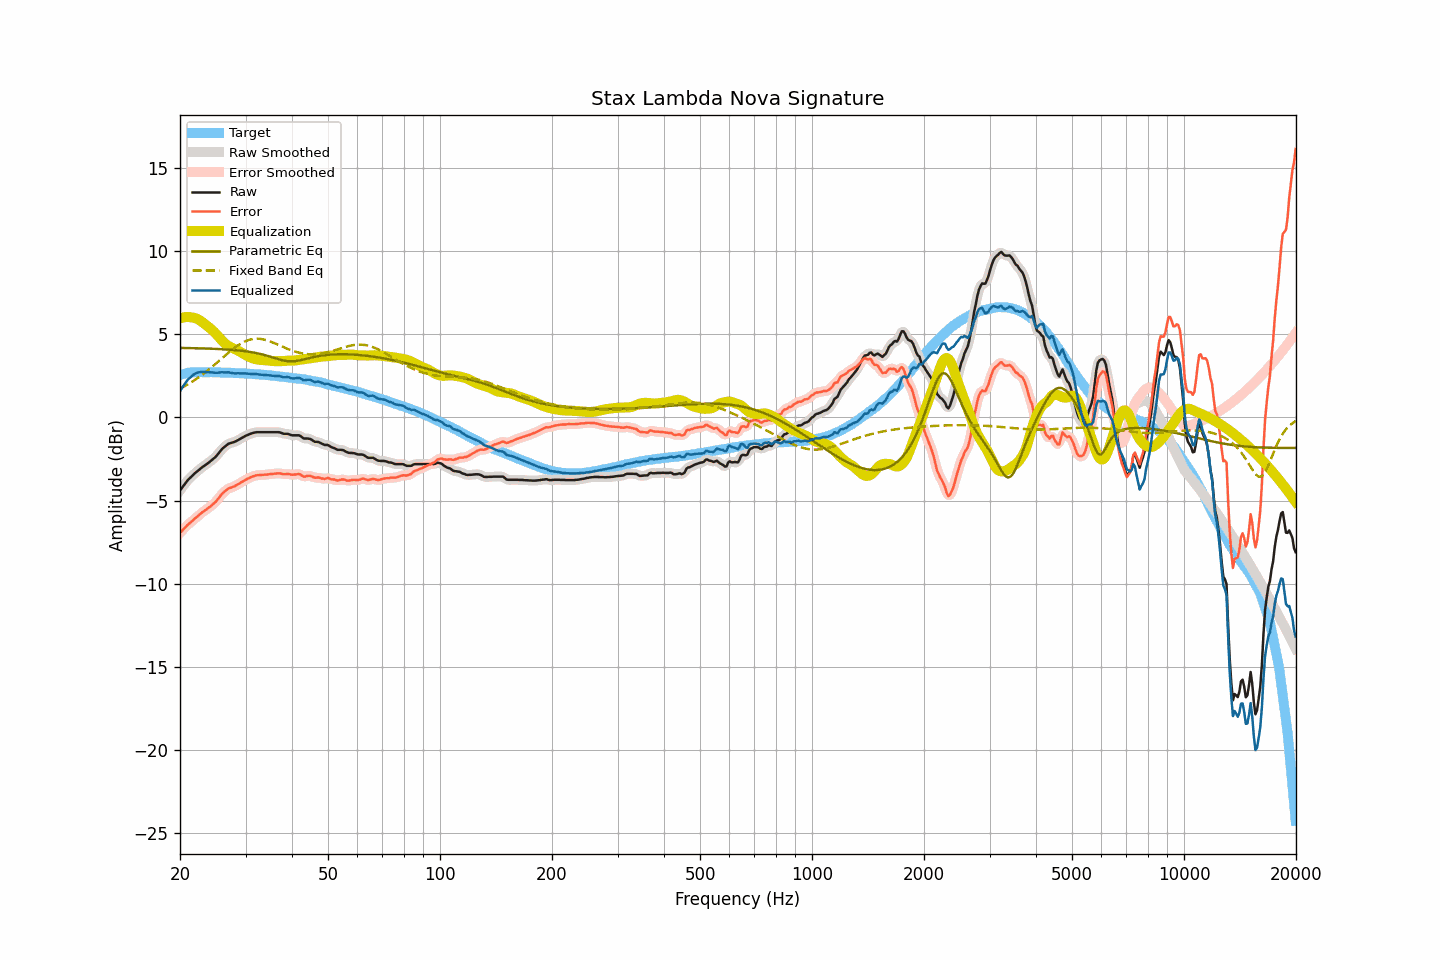 Stax Lambda Nova Signature
Target
Raw Smoothed
Error Smoothed
Raw
Error
Equalization
Parametric Eq
Fixed Band Eq
Equalized
15
10
5
0
−5
−10
−15
−20
−25
Amplitude (dBr)
20 50 100 200 500 1000 2000 5000 10000 20000
Frequency (Hz)